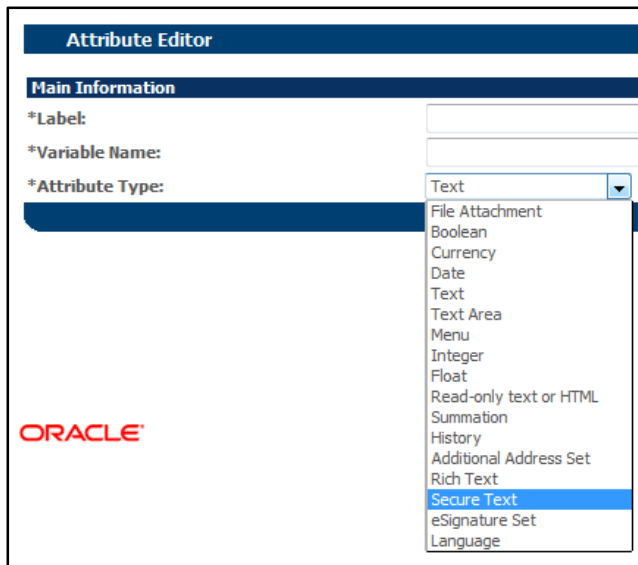 Attribute Editor
Main Information
*Label:
*Variable Name:
*Attribute Type: Text
File Attachment
Boolean
Currency
Date
Text
Text Area
Menu
Integer
Float
Read-only text or HTML
Summation
ORACLE
History
Additional Address Set
Rich Text
Secure Text
eSignature Set
Language